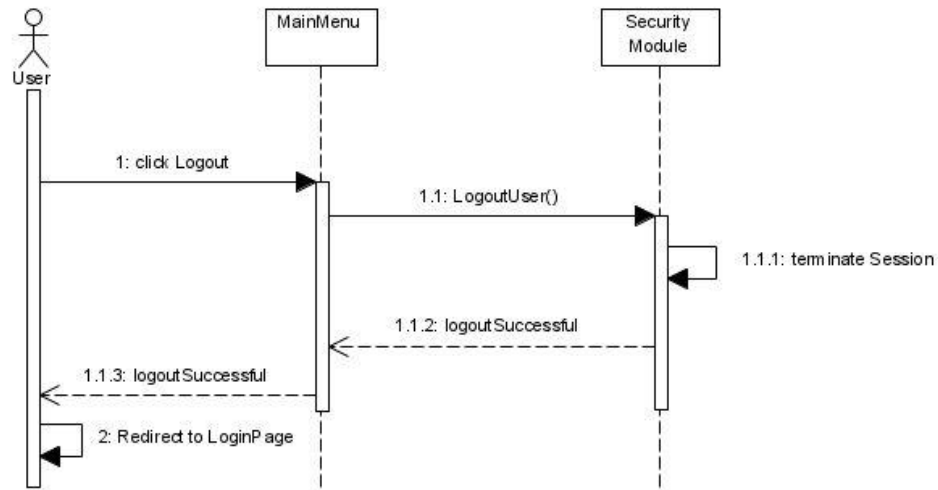 MainMenu
Security
Module
User
1: click Logout
1.1: LogoutUser()
1.1.1: terminate Session
1.1.2: logoutSuccessful
1.1.3: logoutSuccessful
2: Redirect to LoginPage